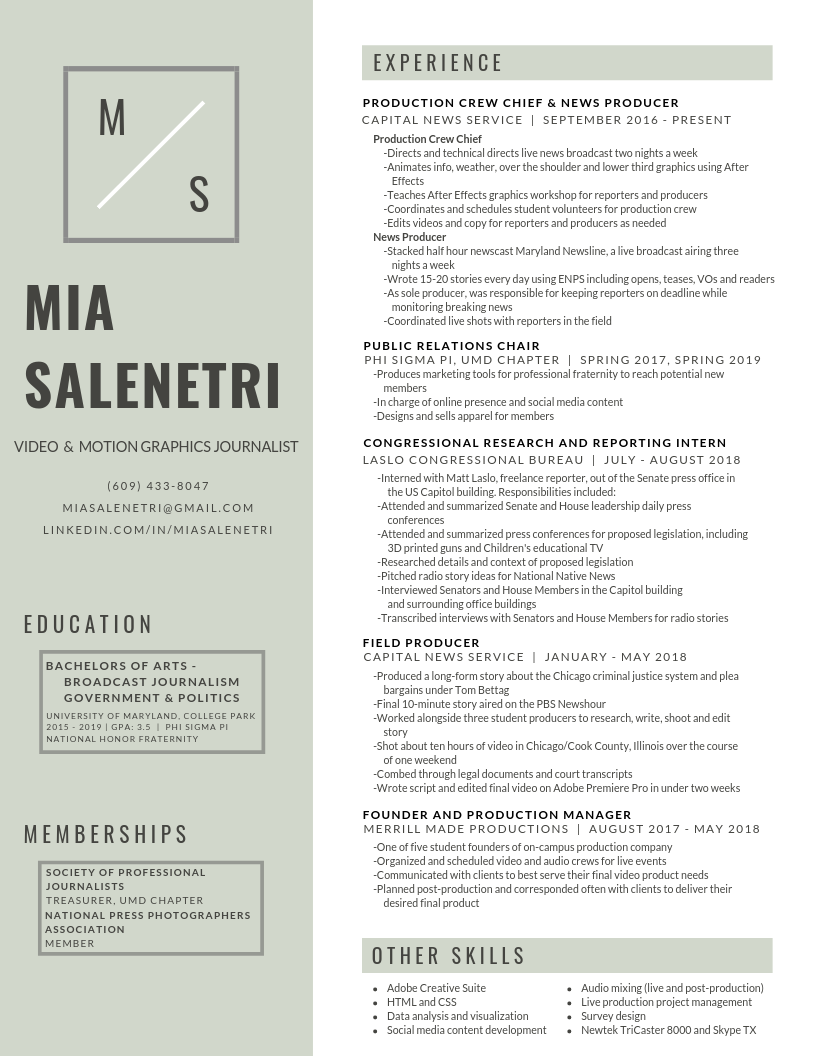 M
S
MIA
SALENETRI
VIDEO & MOTION GRAPHICS JOURNALIST
(609) 433-8047
MIASALENETRI@GMAIL.COM
LINKEDIN.COM/IN/MIASALENETRI
EDUCATION
BACHELORS OF ARTS -
BROADCAST JOURNALISM
GOVERNMENT & POLITICS
UNIVERSITY OF MARYLAND, COLLEGE PARK
2015 - 2019 | GPA: 3.5 | PHI SIGMA PI
NATIONAL HONOR FRATERNITY
MEMBERSHIPS
SOCIETY OF PROFESSIONAL
JOURNALISTS
TREASURER, UMD CHAPTER
NATIONAL PRESS PHOTOGRAPHERS
ASSOCIATION
MEMBER
EXPERIENCE
PRODUCTION CREW CHIEF & NEWS PRODUCER
CAPITAL NEWS SERVICE | SEPTEMBER 2016 - PRESENT
Production Crew Chief
-Directs and technical directs live news broadcast two nights a week
-Animates info, weather, over the shoulder and lower third graphics using After
Effects
-Teaches After Effects graphics workshop for reporters and producers
-Coordinates and schedules student volunteers for production crew
-Edits videos and copy for reporters and producers as needed
News Producer
-Stacked half hour newscast Maryland Newsline, a live broadcast airing three
nights a week
-Wrote 15-20 stories every day using ENPS including opens, teases, VOs and readers
-As sole producer, was responsible for keeping reporters on deadline while
monitoring breaking news
-Coordinated live shots with reporters in the field
PUBLIC RELATIONS CHAIR
PHI SIGMA PI, UMD CHAPTER | SPRING 2017, SPRING 2019
-Produces marketing tools for professional fraternity to reach potential new
members
-In charge of online presence and social media content
-Designs and sells apparel for members
CONGRESSIONAL RESEARCH AND REPORTING INTERN
LASLO CONGRESSIONAL BUREAU | JULY - AUGUST 2018
-Interned with Matt Laslo, freelance reporter, out of the Senate press office in
the US Capitol building. Responsibilities included:
-Attended and summarized Senate and House leadership daily press
conferences
-Attended and summarized press conferences for proposed legislation, including
3D printed guns and Children's educational TV
-Researched details and context of proposed legislation
-Pitched radio story ideas for National Native News
-Interviewed Senators and House Members in the Capitol building
and surrounding office buildings
-Transcribed interviews with Senators and House Members for radio stories
FIELD PRODUCER
CAPITAL NEWS SERVICE | JANUARY - MAY 2018
-Produced a long-form story about the Chicago criminal justice system and plea
bargains under Tom Bettag
-Final 10-minute story aired on the PBS Newshour
-Worked alongside three student producers to research, write, shoot and edit
story
-Shot about ten hours of video in Chicago/Cook County, Illinois over the course
of one weekend
-Combed through legal documents and court transcripts
-Wrote script and edited final video on Adobe Premiere Pro in under two weeks
FOUNDER AND PRODUCTION MANAGER
MERRILL MADE PRODUCTIONS | AUGUST 2017 - MAY 2018
-One of five student founders of on-campus production company
-Organized and scheduled video and audio crews for live events
-Communicated with clients to best serve their final video product needs
-Planned post-production and corresponded often with clients to deliver their
desired final product
OTHER SKILLS
• Adobe Creative Suite
• HTML and CSS
• Data analysis and visualization
• Social media content development
• Audio mixing (live and post-production)
• Live production project management
• Survey design
• Newtek TriCaster 8000 and Skype TX